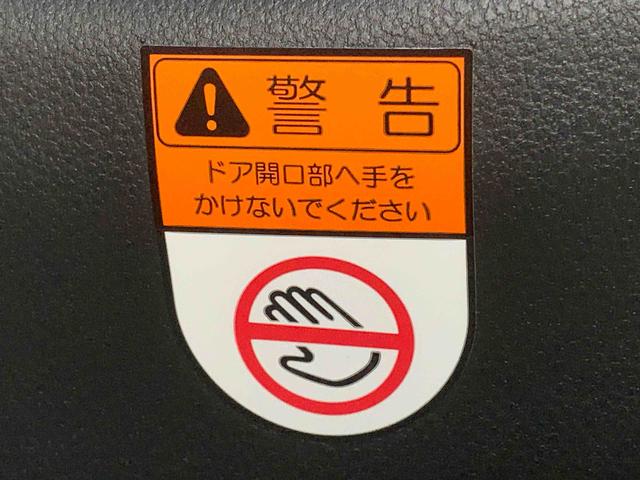 警告
ドア開口部へ手を
かけないでください